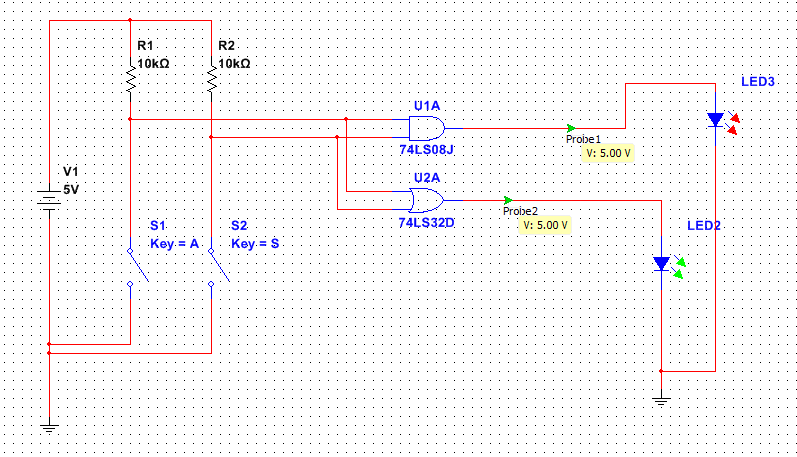 R1
10kΩ
R2
10kΩ
LED3
U1A
74LS08J
Probe1
V: 5.00 V
V1
5V
U2A
74LS32D
Probe2
V: 5.00 V
S1
Key = A
S2
Key = S
LED2